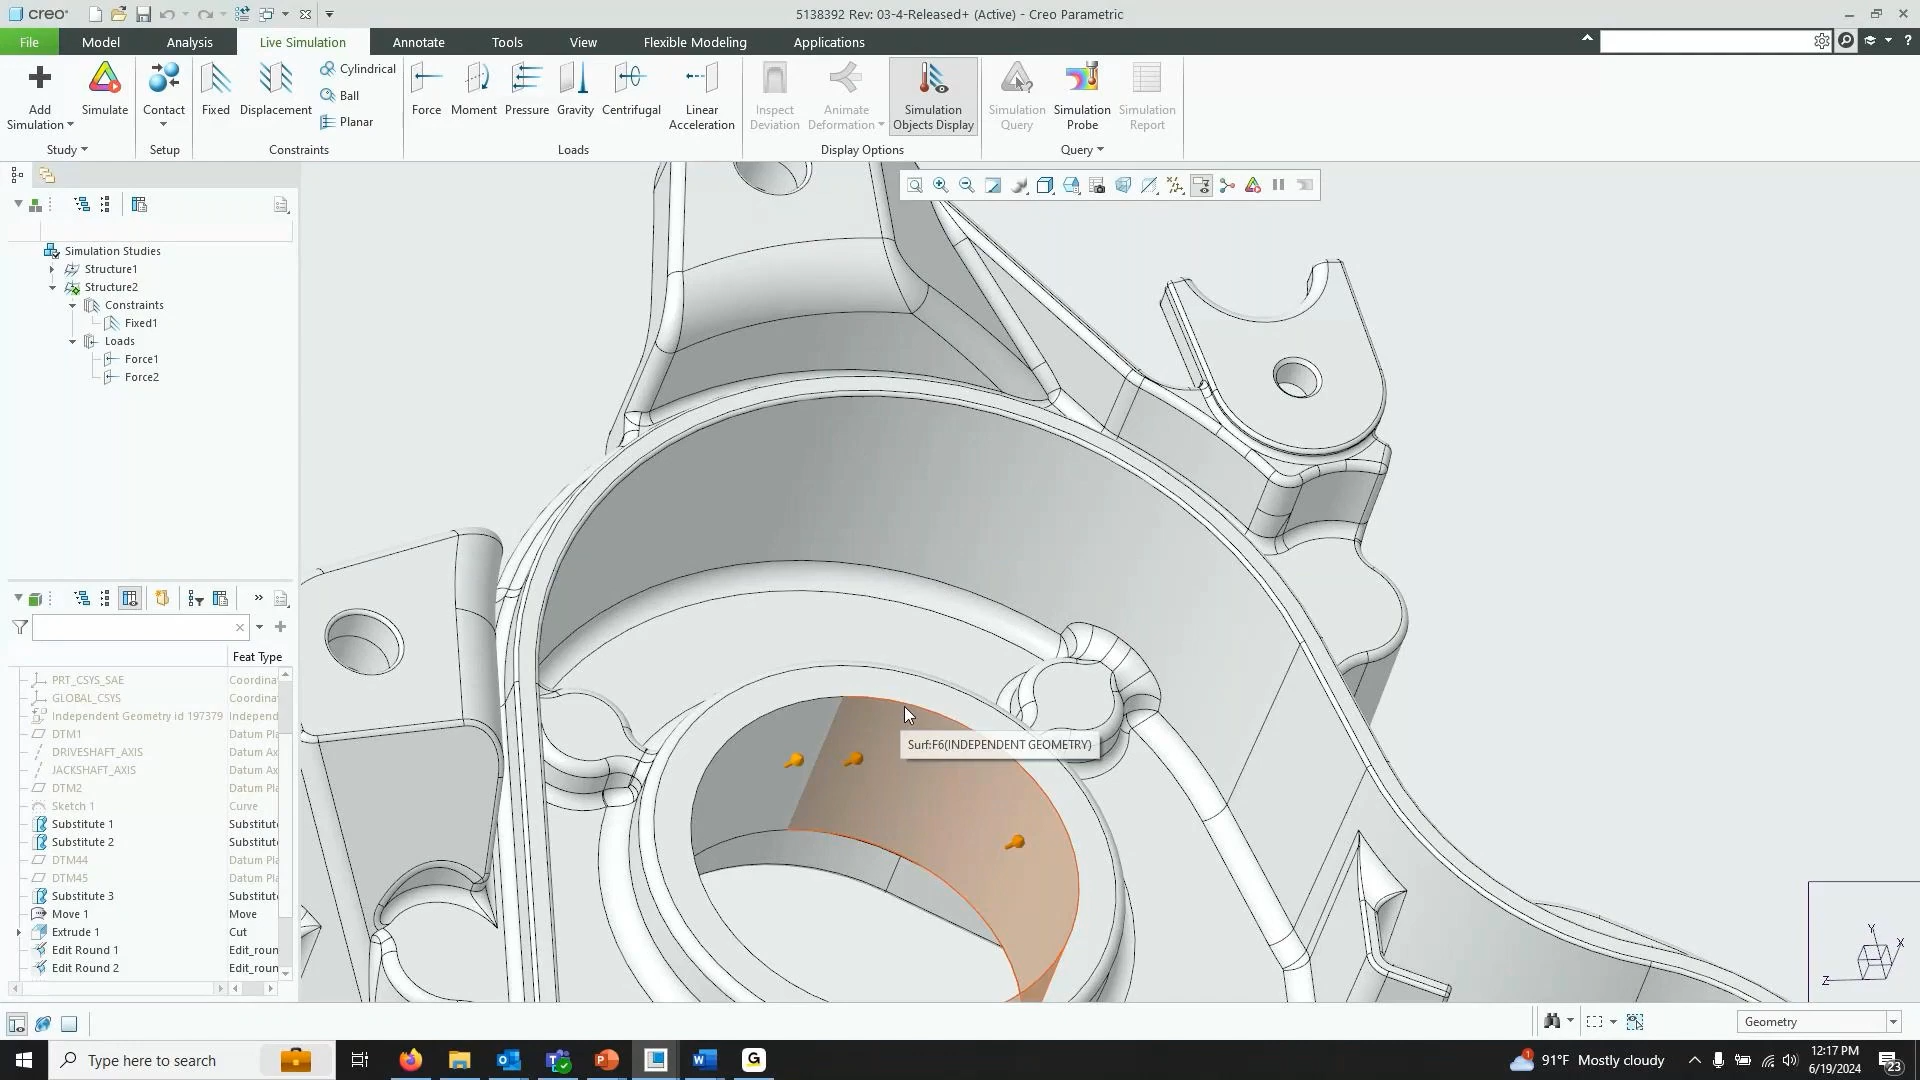 creo
5138392 Rev: 03-4-Released+ (Active) - Creo Parametric
File Model Analysis Live Simulation Annotate Tools View Flexible Modeling Applications
Add Simulation
Simulate
Contact
Fixed
Displacement
Cylindrical
Ball
Planar
Force
Moment
Pressure
Gravity
Centrifugal
Linear Acceleration
Inspect Deviation
Animate Deformation
Simulation Objects Display
Simulation Query
Simulation Probe
Simulation Report
Study Setup Constraints Loads Display Options Query
Simulation Studies
Structure1
Structure2
Constraints
Fixed1
Loads
Force1
Force2
Feat Type
PRT_CSYS_SAE Coordina
GLOBAL_CSYS Coordina
Independent Geometry id 197379 Independ
DTM1 Datum Pla
DRIVESHAFT_AXIS Datum Ax
JACKSHAFT_AXIS Datum Ax
DTM2 Datum Pla
Sketch 1 Curve
Substitute 1 Substitut
Substitute 2 Substitut
DTM44 Datum Pla
DTM45 Datum Pla
Substitute 3 Substitut
Move 1 Move
Extrude 1 Cut
Edit Round 1 Edit_roun
Edit Round 2 Edit_roun
Surf:F6(INDEPENDENT GEOMETRY)
Y
X
Z
Geometry
Type here to search
91°F Mostly cloudy
12:17 PM
6/19/2024
23